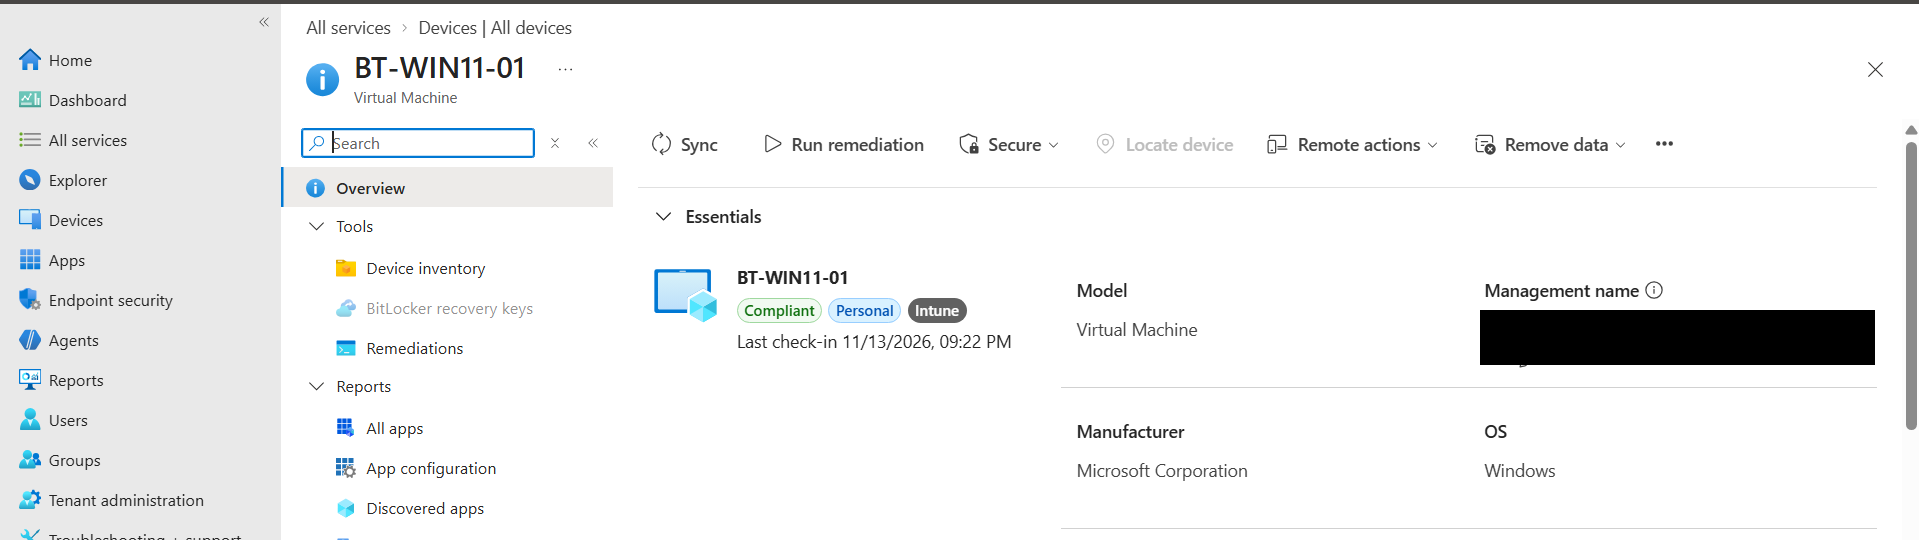 All services > Devices | All devices
BT-WIN11-01 ...
Virtual Machine
Home
Dashboard
All services
Explorer
Devices
Apps
Endpoint security
Agents
Reports
Users
Groups
Tenant administration
Troubleshooting + support
Search
Overview
Tools
Device inventory
BitLocker recovery keys
Remediations
Reports
All apps
App configuration
Discovered apps
Sync Run remediation Secure Locate device Remote actions Remove data ...
Essentials
BT-WIN11-01
Compliant Personal Intune
Last check-in 11/13/2026, 09:22 PM
Model
Virtual Machine
Management name
Manufacturer
Microsoft Corporation
OS
Windows